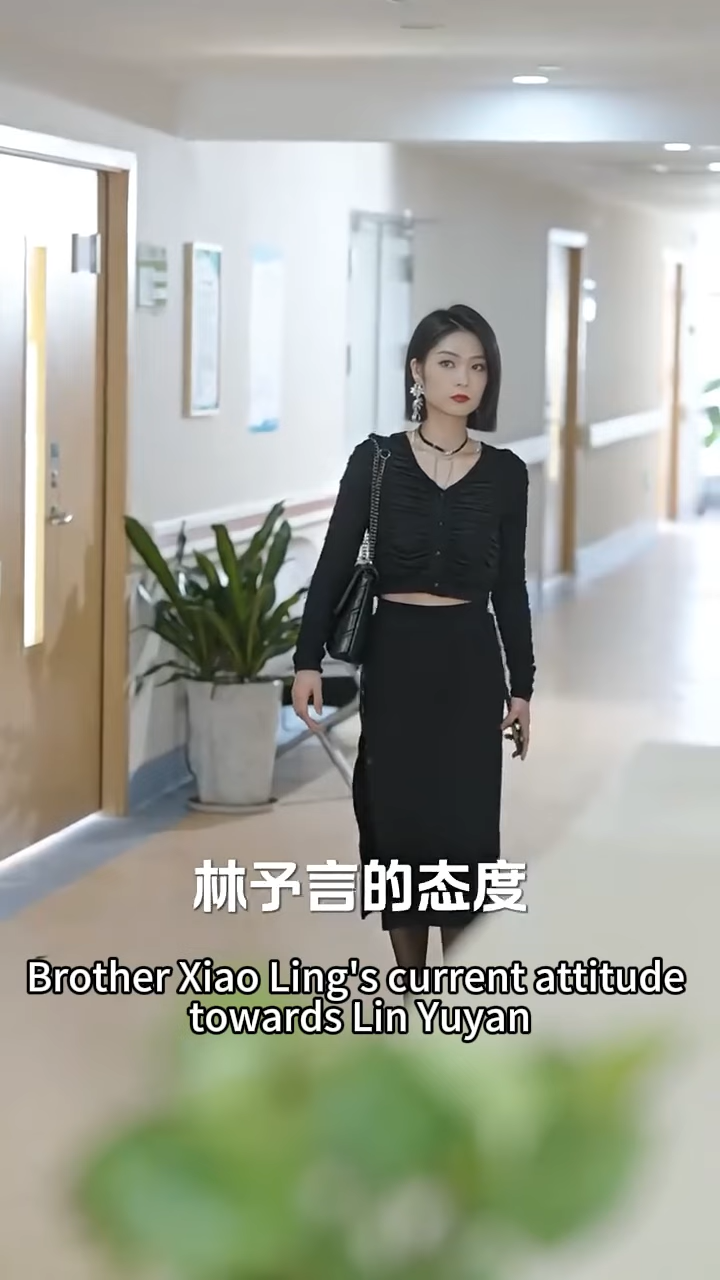 林予言的态度
Brother Xiao Ling's current attitude
towards Lin Yuyan